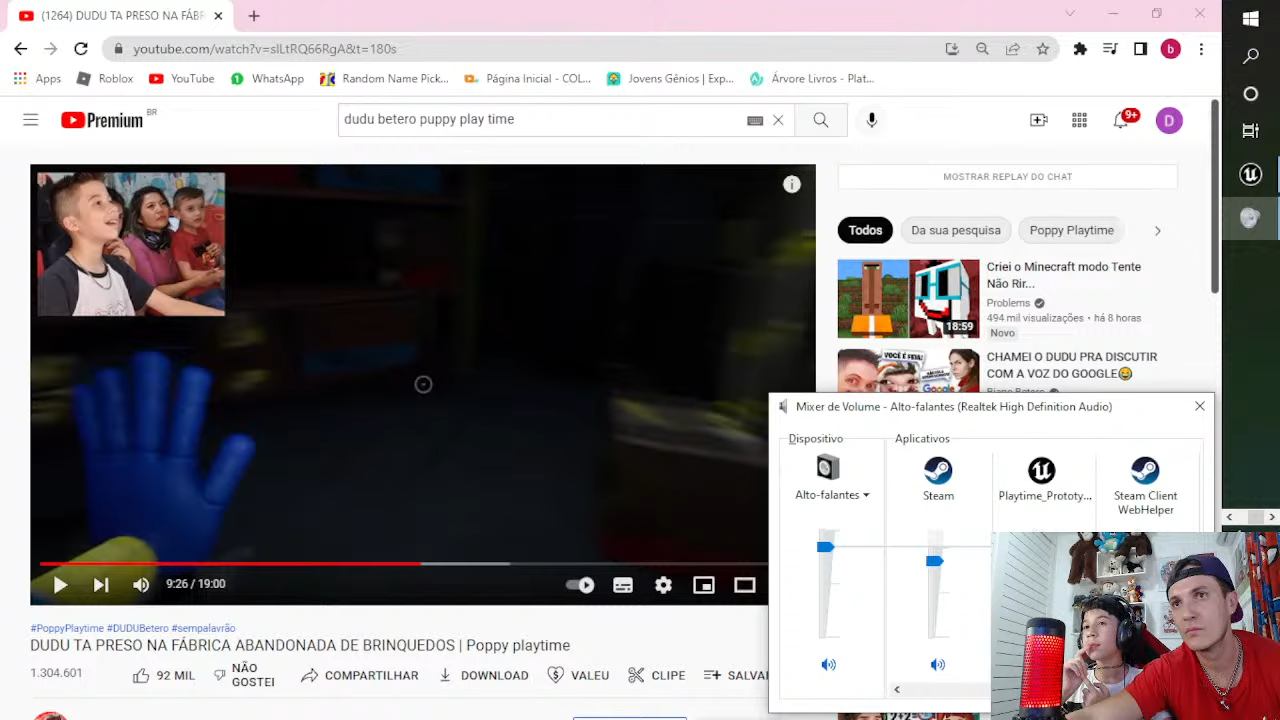 (1264) DUDU TA PRESO NA FÁBR
youtube.com/watch?v=slLtRQ66RgA&t=180s
b
Apps Roblox YouTube WhatsApp Random Name Pick... Página Inicial - COL... Jovens Gênios | Exp... Árvore Livros - Plat...
Premium BR
dudu betero puppy play time
9+
D
MOSTRAR REPLAY DO CHAT
Todos Da sua pesquisa Poppy Playtime
Criei o Minecraft modo Tente
Não Rir...
Problems
494 mil visualizações • há 8 horas
Novo
18:59
VOCÊ É FEIA!
Google
CHAMEI O DUDU PRA DISCUTIR
COM A VOZ DO GOOGLE😂
Mixer de Volume - Alto-falantes (Realtek High Definition Audio)
Dispositivo Aplicativos
Alto-falantes Steam Playtime_Prototy... Steam Client
WebHelper
9:26 / 19:00
#PoppyPlaytime #DUDUBetero #sempalavrão
DUDU TA PRESO NA FÁBRICA ABANDONADA DE BRINQUEDOS | Poppy playtime
1.304.601 92 MIL NÃO
GOSTEI COMPARTILHAR DOWNLOAD VALEU CLIPE SALVA